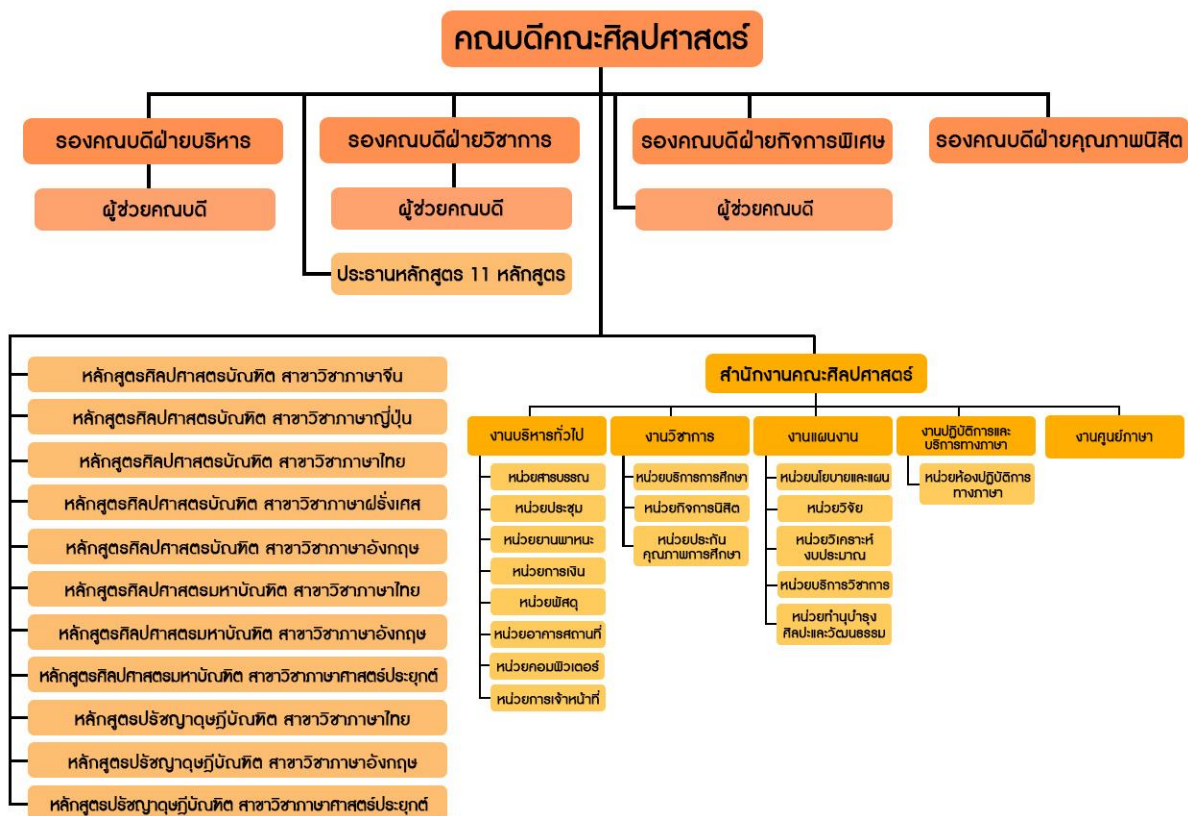 คณบดีคณะศิลปศาสตร์
รองคณบดีฝ่ายบริหาร
รองคณบดีฝ่ายวิชาการ
รองคณบดีฝ่ายกิจการพิเศษ
รองคณบดีฝ่ายคุณภาพนิสิต
ผู้ช่วยคณบดี
ผู้ช่วยคณบดี
ผู้ช่วยคณบดี
ประธานหลักสูตร 11 หลักสูตร
หลักสูตรศิลปศาสตรบัณฑิต สาขาวิชาภาษาจีน
หลักสูตรศิลปศาสตรบัณฑิต สาขาวิชาภาษาญี่ปุ่น
หลักสูตรศิลปศาสตรบัณฑิต สาขาวิชาภาษาไทย
หลักสูตรศิลปศาสตรบัณฑิต สาขาวิชาภาษาฝรั่งเศส
หลักสูตรศิลปศาสตรบัณฑิต สาขาวิชาภาษาอังกฤษ
หลักสูตรศิลปศาสตรมหาบัณฑิต สาขาวิชาภาษาไทย
หลักสูตรศิลปศาสตรมหาบัณฑิต สาขาวิชาภาษาอังกฤษ
หลักสูตรศิลปศาสตรมหาบัณฑิต สาขาวิชาภาษาศาสตร์ประยุกต์
หลักสูตรปรัชญาดุษฎีบัณฑิต สาขาวิชาภาษาไทย
หลักสูตรปรัชญาดุษฎีบัณฑิต สาขาวิชาภาษาอังกฤษ
หลักสูตรปรัชญาดุษฎีบัณฑิต สาขาวิชาภาษาศาสตร์ประยุกต์
สำนักงานคณะศิลปศาสตร์
งานบริหารทั่วไป
หน่วยสารบรรณ
หน่วยประชุม
หน่วยยานพาหนะ
หน่วยการเงิน
หน่วยพัสดุ
หน่วยอาคารสถานที่
หน่วยคอมพิวเตอร์
หน่วยการเจ้าหน้าที่
งานวิชาการ
หน่วยบริการการศึกษา
หน่วยกิจการนิสิต
หน่วยประกัน
คุณภาพการศึกษา
งานแผนงาน
หน่วยนโยบายและแผน
หน่วยวิจัย
หน่วยวิเคราะห์
งบประมาณ
หน่วยบริการวิชาการ
หน่วยทำนุบำรุง
ศิลปะและวัฒนธรรม
งานปฏิบัติการและ
บริการทางภาษา
หน่วยห้องปฏิบัติการ
ทางภาษา
งานศูนย์ภาษา